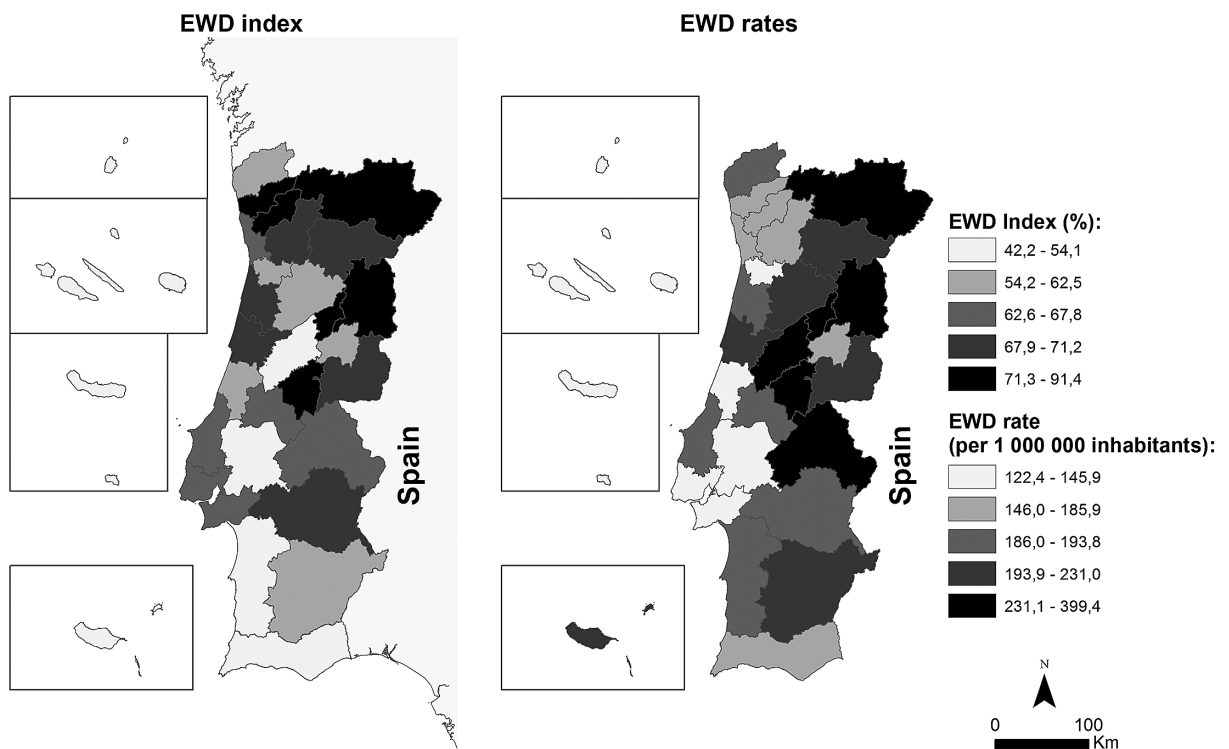 EWD index
EWD rates
Spain
Spain
EWD Index (%):
42,2 - 54,1
54,2 - 62,5
62,6 - 67,8
67,9 - 71,2
71,3 - 91,4
EWD rate
(per 1 000 000 inhabitants):
122,4 - 145,9
146,0 - 185,9
186,0 - 193,8
193,9 - 231,0
231,1 - 399,4
N
0 100
Km